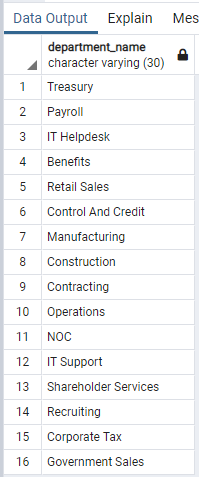 Data Output Explain Mes
department_name
character varying (30)
1 Treasury
2 Payroll
3 IT Helpdesk
4 Benefits
5 Retail Sales
6 Control And Credit
7 Manufacturing
8 Construction
9 Contracting
10 Operations
11 NOC
12 IT Support
13 Shareholder Services
14 Recruiting
15 Corporate Tax
16 Government Sales